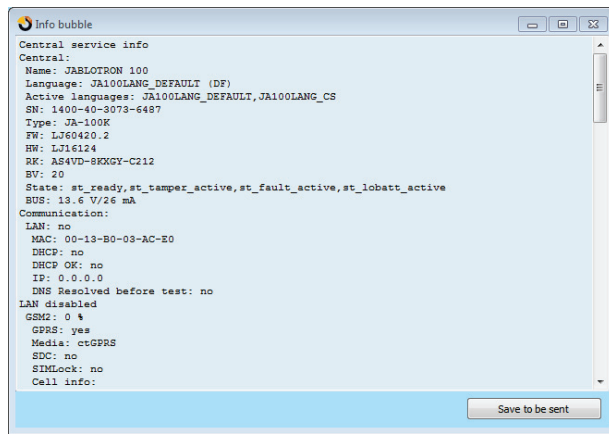 Info bubble
Central service info
Central:
Name: JABLOTRON 100
Language: JA100LANG_DEFAULT (DF)
Active languages: JA100LANG_DEFAULT,JA100LANG_CS
SN: 1400-40-3073-6487
Type: JA-100K
FW: LJ60420.2
HW: LJ16124
RK: AS4VD-8KXGY-C212
BV: 20
State: st_ready,st_tamper_active,st_fault_active,st_lobatt_active
BUS: 13.6 V/26 mA
Communication:
LAN: no
MAC: 00-13-B0-03-AC-E0
DHCP: no
DHCP OK: no
IP: 0.0.0.0
DNS Resolved before test: no
LAN disabled
GSM2: 0 %
GPRS: yes
Media: ctGPRS
SDC: no
SIMLock: no
Cell info:
Save to be sent